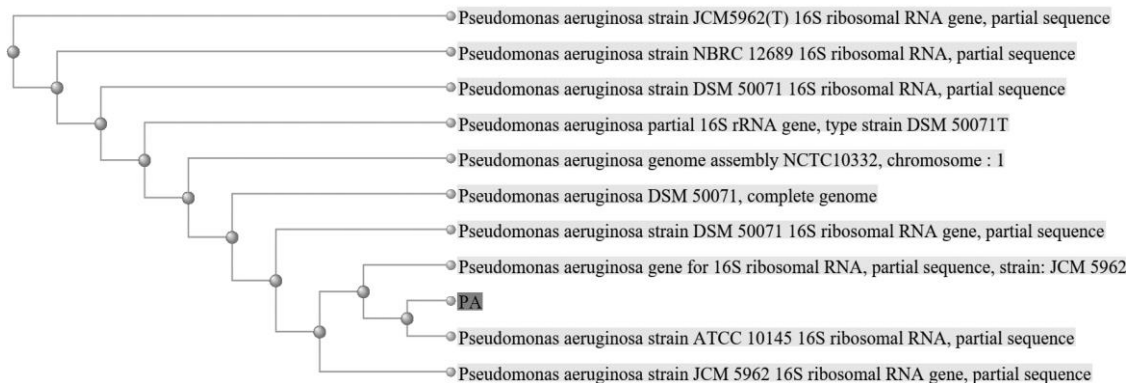 Pseudomonas aeruginosa strain JCM5962(T) 16S ribosomal RNA gene, partial sequence
Pseudomonas aeruginosa strain NBRC 12689 16S ribosomal RNA, partial sequence
Pseudomonas aeruginosa strain DSM 50071 16S ribosomal RNA, partial sequence
Pseudomonas aeruginosa partial 16S rRNA gene, type strain DSM 50071T
Pseudomonas aeruginosa genome assembly NCTC10332, chromosome : 1
Pseudomonas aeruginosa DSM 50071, complete genome
Pseudomonas aeruginosa strain DSM 50071 16S ribosomal RNA gene, partial sequence
Pseudomonas aeruginosa gene for 16S ribosomal RNA, partial sequence, strain: JCM 5962
PA
Pseudomonas aeruginosa strain ATCC 10145 16S ribosomal RNA, partial sequence
Pseudomonas aeruginosa strain JCM 5962 16S ribosomal RNA gene, partial sequence